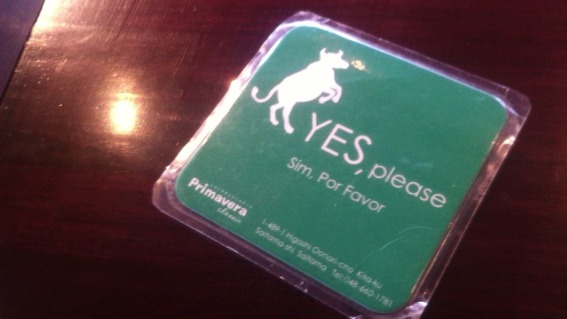 YES, please
Sim, Por Favor
Primavera
classic
1-489-1 Higashi Oonari-cho Kita-ku
Saitama-shi Saitama Tel:048-660-1781